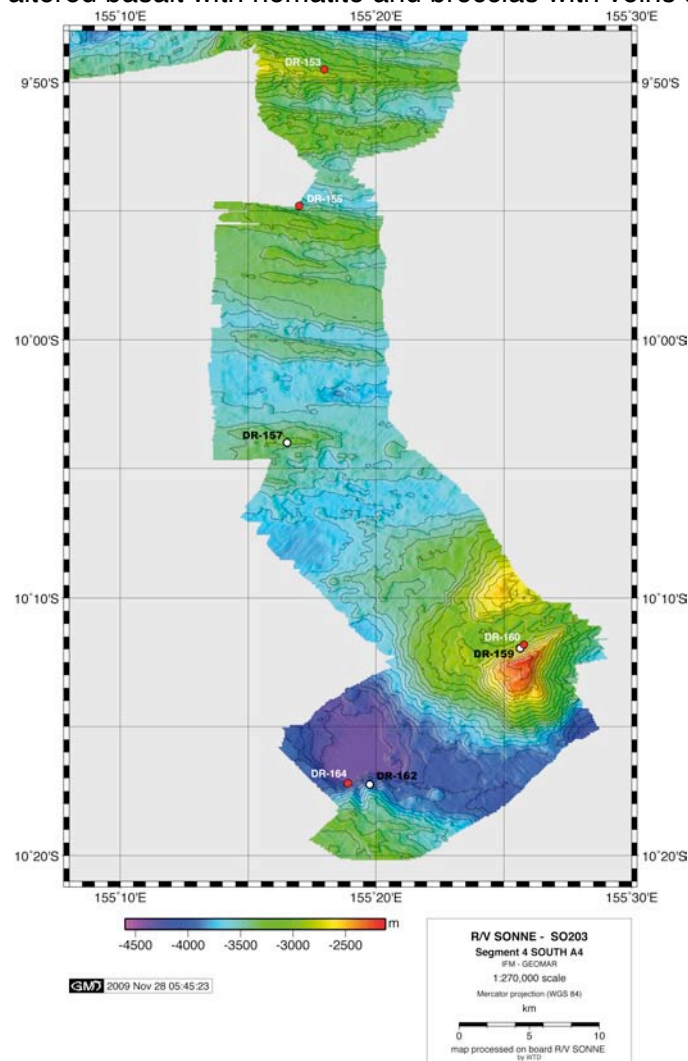 altered basalt with hematite and breccias with veins
155°10'E 155°20'E 155°30'E
DR-153
9°50'S 9°50'S
DR-155
10°00'S 10°00'S
DR-157
10°10'S 10°10'S
DR-160
DR-159
DR-164 DR-162
10°20'S 10°20'S
155°10'E 155°20'E 155°30'E
m
-4500 -4000 -3500 -3000 -2500
R/V SONNE - SO203
Segment 4 SOUTH A4
IFM - GEOMAR
1:270,000 scale
Mercator projection (WGS 84)
km
0 5 10
map processed on board R/V SONNE
by WTD
GMT 2009 Nov 28 05:45:23